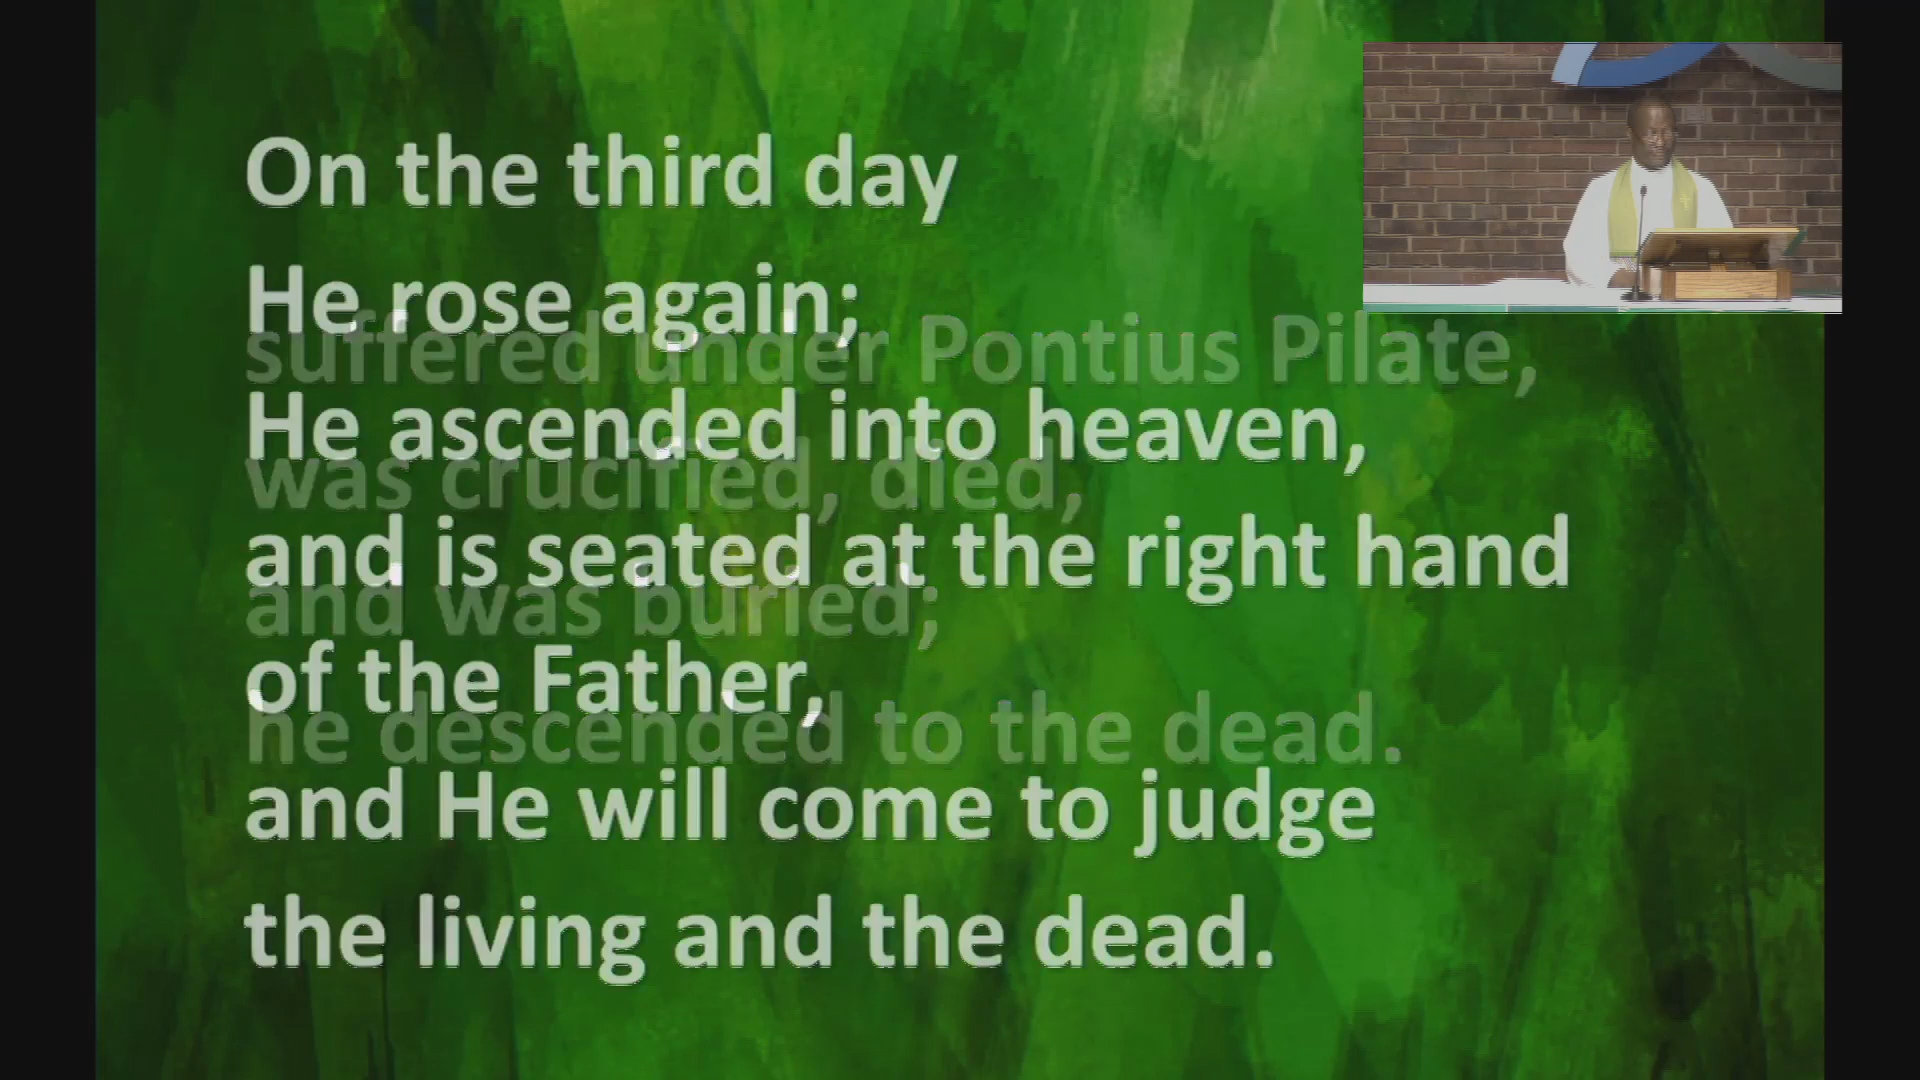 On the third day
He rose again;
suffered under Pontius Pilate,
He ascended into heaven,
was crucified, died,
and is seated at the right hand
and was buried;
of the Father,
he descended to the dead.
and He will come to judge
the living and the dead.